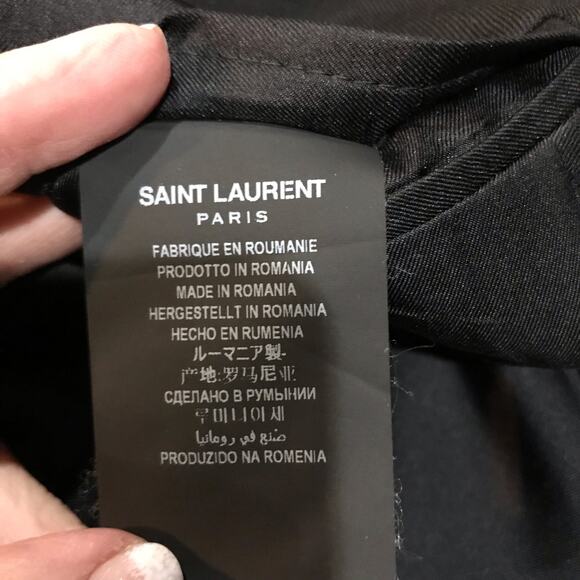 SAINT LAURENT
PARIS
FABRIQUE EN ROUMANIE
PRODOTTO IN ROMANIA
MADE IN ROMANIA
HERGESTELLT IN ROMANIA
HECHO EN RUMENIA
ルーマニア製-
产地:罗马尼亚
СДЕЛАНО В РУМЫНИИ
루마니아제
صنع في رومانيا
PRODUZIDO NA ROMENIA